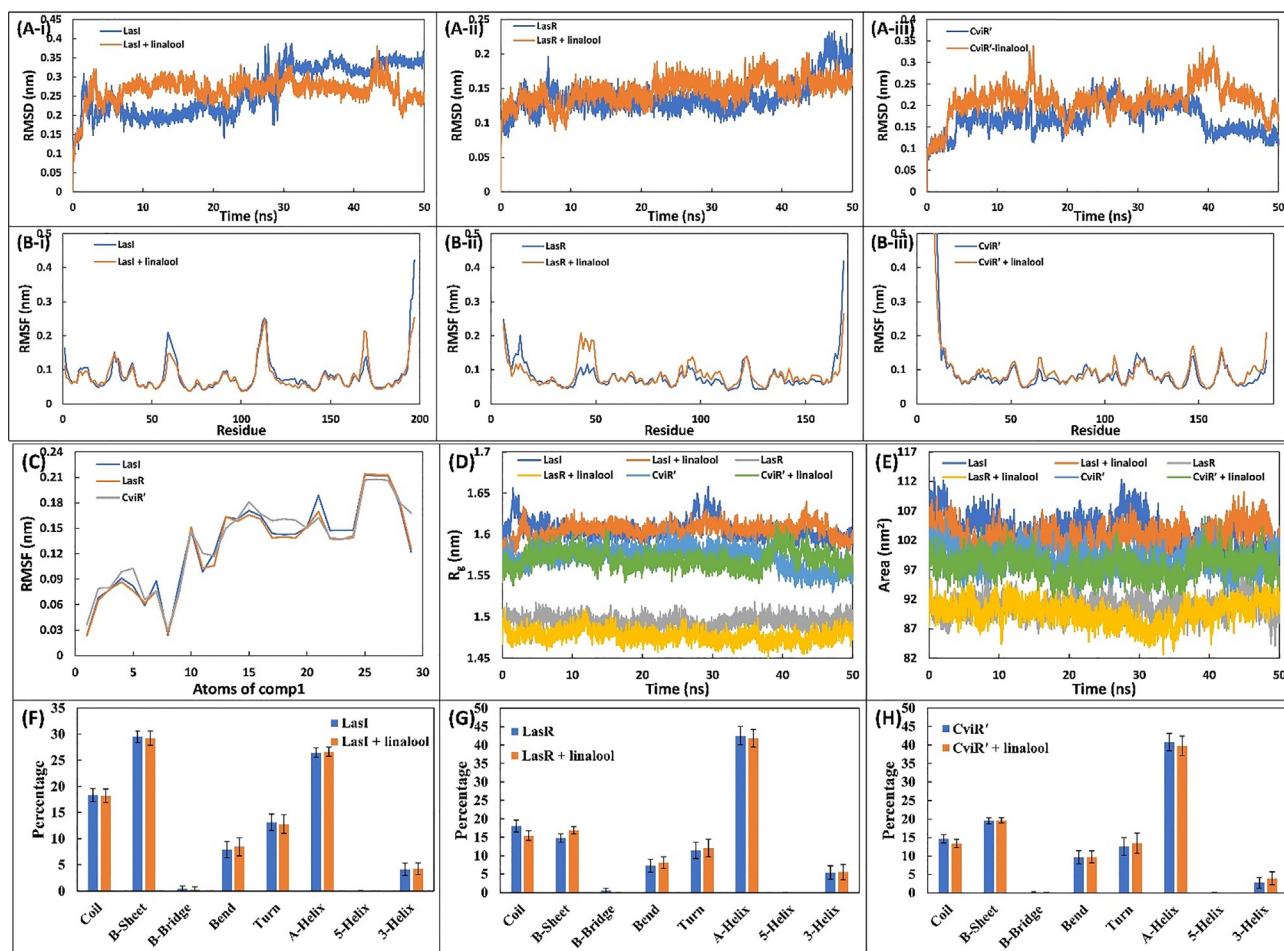 (A-i)
LasI
LasI + linalool
RMSD (nm)
0.4
0.35
0.3
0.25
0.2
0.15
0.1
0.05
0
0 10 20 30 40 50
Time (ns)
(A-ii)
LasR
LasR + linalool
RMSD (nm)
0.25
0.2
0.15
0.1
0.05
0
0 10 20 30 40 50
Time (ns)
(A-iii)
CviR′
CviR′-linalool
RMSD (nm)
0.4
0.35
0.3
0.25
0.2
0.15
0.1
0.05
0
0 10 20 30 40 50
Time (ns)
(B-i)
LasI
LasI + linalool
RMSF (nm)
0.5
0.4
0.3
0.2
0.1
0
0 50 100 150 200
Residue
(B-ii)
LasR
LasR + linalool
RMSF (nm)
0.5
0.4
0.3
0.2
0.1
0
50 100 150
Residue
(B-iii)
CviR′
CviR′ + linalool
RMSF (nm)
0.5
0.4
0.3
0.2
0.1
0
0 50 100 150
Residue
(C)
LasI
LasR
CviR′
RMSF (nm)
0.24
0.21
0.18
0.15
0.12
0.09
0.06
0.03
0
0 5 10 15 20 25 30
Atoms of comp1
(D)
LasI LasI + linalool LasR
LasR + linalool CviR′ CviR′ + linalool
Rg (nm)
1.7
1.65
1.6
1.55
1.5
1.45
0 10 20 30 40 50
Time (ns)
(E)
LasI LasI + linalool LasR
LasR + linalool CviR′ CviR′ + linalool
Area (nm²)
117
112
107
102
97
92
87
82
0 10 20 30 40 50
Time (ns)
(F)
LasI
LasI + linalool
Percentage
35
30
25
20
15
10
5
0
Coil B-Sheet B-Bridge Bend Turn A-Helix 5-Helix 3-Helix
(G)
LasR
LasR + linalool
Percentage
50
45
40
35
30
25
20
15
10
5
0
Coil B-Sheet B-Bridge Bend Turn A-Helix 5-Helix 3-Helix
(H)
CviR′
CviR′ + linalool
Percentage
50
45
40
35
30
25
20
15
10
5
0
Coil B-Sheet B-Bridge Bend Turn A-Helix 5-Helix 3-Helix